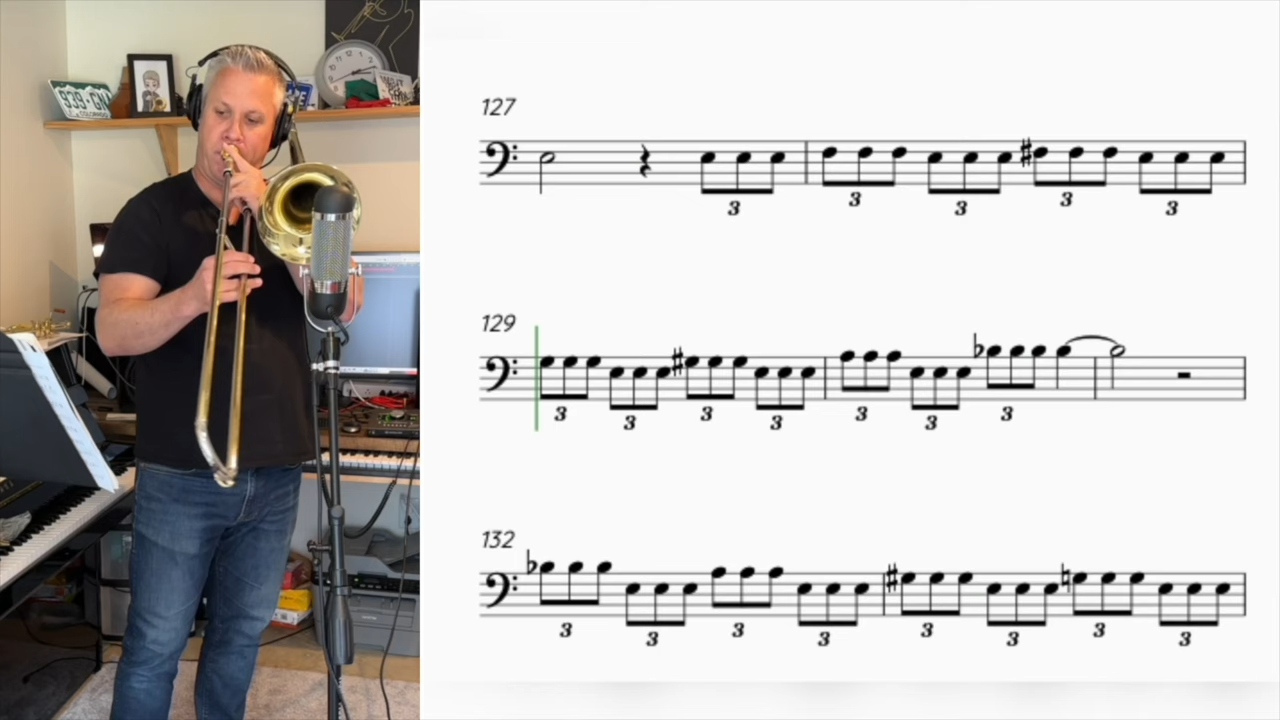 939-GN
COLORADO
127
3
3 3 3 3
129
3 3 3 3 3 3 3
132
3 3 3 3 3 3 3 3